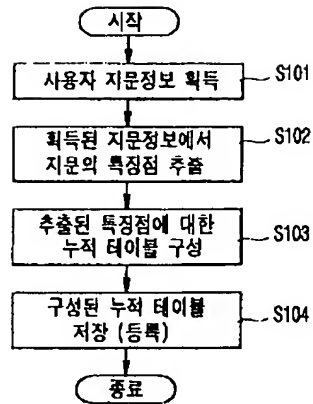 시작
사용자 지문정보 획득
S101
획득된 지문정보에서
지문의 특징점 추출
S102
추출된 특징점에 대한
누적 테이블 구성
S103
구성된 누적 테이블
저장 (등록)
S104
종료